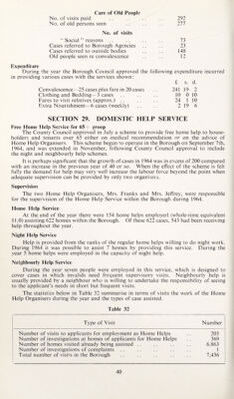 Care of Old People
No. of visits paid .. .. .. 292
No. of old persons seen .. .. .. 277
No. of visits
"Social" reasons .. .. .. 73
Cases referred to Borough Agencies .. .. 23
Cases referred to outside bodies .. .. 148
Old people seen re convalescence .. .. 12
Expenditure
During the year the Borough Council approved the following expenditure incurred
in providing various cases with the services shown:
£ s. d.
Convalescence—25 cases plus fare in 20 cases .. 241 19 2
Clothing and Bedding—3 cases .. 10 0 10
Fares to visit relatives (approx.) .. 24 1 10
Extra Nourishment—6 cases (weekly) .. 2 19 6
SECTION 29. DOMESTIC HELP SERVICE
Free Home Help Service for 65 / group
The County Council approved in July a scheme to provide free home help to house-
holders and tenants over 65 either on medical recommendation or on the advice of
Home Help Organisers. This scheme began to operate in the Borough on September 7th,
1964, and was extended in November, following County Council approval to include
the night and neighbourly help schemes.
It is perhaps significant that the growth of cases in 1964 was in excess of 200 compared
with an increase in the previous year of 40 or so. When the effect of the scheme is felt
fully the demand for help may very well increase the labour force beyond the point when
adequate supervision can be provided by only two organisers.
Supervision
The two Home Help Organisers, Mrs. Franks and Mrs. Jeffrey, were responsible
for the supervision of the Home Help Service within the Borough during 1964.
Home Help Service
At the end of the year there were 154 home helps employed (whole-time equivalent
) assisting 622 homes within the Borough. Of these 622 cases, 543 had been receiving
help throughout the year.
Night Help Service
Help is provided from the ranks of the regular home helps willing to do night work.
During 1964 it was possible to assist 7 homes by providing this service. During the
year 5 home helps were employed in the capacity of night help.
Neighbourly Help Service
During the year seven people were employed in this service, which is designed to
cover cases in which invalids need frequent supervisory visits. Neighbourly help is
usually provided by a neighbour who is willing to undertake the responsibility of seeing
to the applicant's needs in short but frequent visits.
The statistics below in Table 32 summarise in terms of visits the work of the Home
Help Organisers during the year and the types of case assisted.
Table 32
Type of Visit Number
Number of visits to applicants for employment as Home Helps .. 203
Number of investigations at homes of applicants for Home Helps .. 369
Number of homes visited already being assisted .. .. 6,863
Number of investigations of complaints .. .. 1
Total number of visits in the Borough .. .. 7,436
40